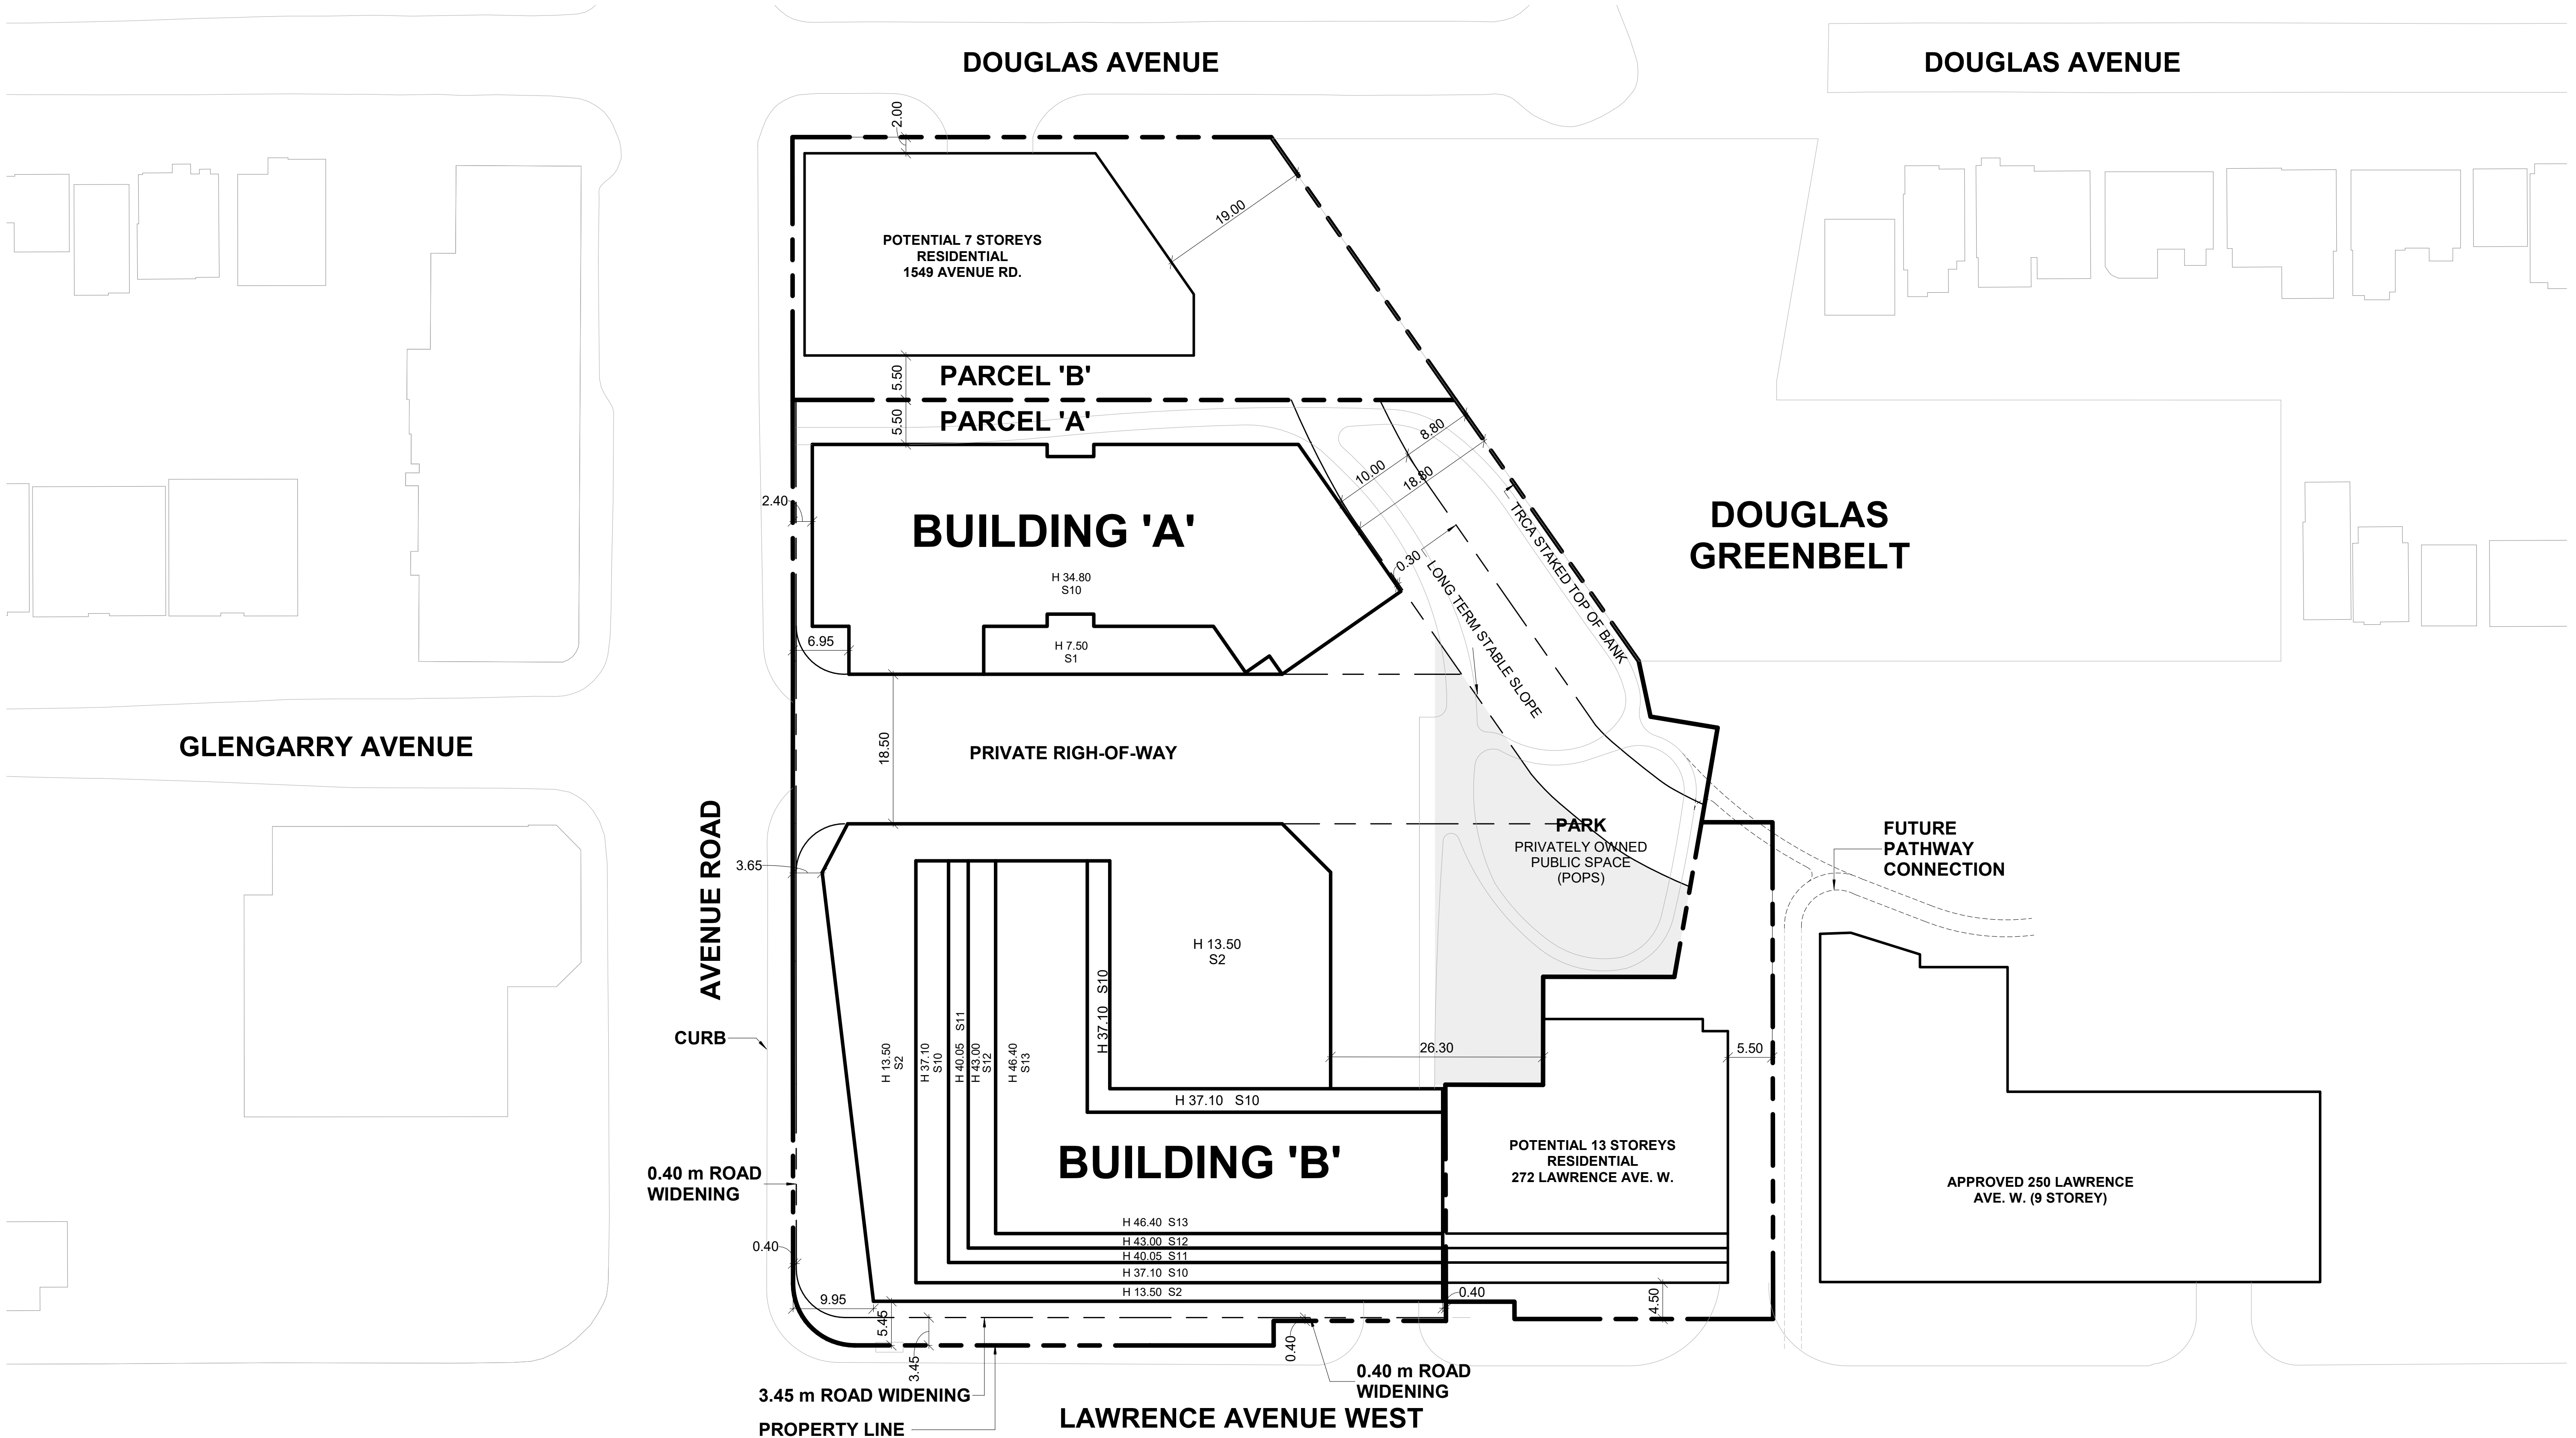 DOUGLAS AVENUE
DOUGLAS AVENUE
2.00
19.00
POTENTIAL 7 STOREYS
RESIDENTIAL
1549 AVENUE RD.
5.50
PARCEL 'B'
5.50
PARCEL 'A'
8.80
10.00
18.80
2.40
BUILDING 'A'
H 34.80
S10
DOUGLAS
GREENBELT
TRCA STAKED TOP OF BANK
0.30
LONG TERM STABLE SLOPE
6.95
H 7.50
S1
GLENGARRY AVENUE
18.50
PRIVATE RIGH-OF-WAY
AVENUE ROAD
3.65
PARK
PRIVATELY OWNED
PUBLIC SPACE
(POPS)
FUTURE
PATHWAY
CONNECTION
H 13.50
S2
CURB
H 13.50
S2
H 37.10
S10
H 40.05 S11
H 43.00
S12
H 46.40
S13
H 37.10 S10
26.30
5.50
H 37.10 S10
BUILDING 'B'
POTENTIAL 13 STOREYS
RESIDENTIAL
272 LAWRENCE AVE. W.
APPROVED 250 LAWRENCE
AVE. W. (9 STOREY)
0.40 m ROAD
WIDENING
0.40
H 46.40 S13
H 43.00 S12
H 40.05 S11
H 37.10 S10
H 13.50 S2
9.95
5.45
3.45
0.40
0.40
4.50
0.40 m ROAD
WIDENING
3.45 m ROAD WIDENING
PROPERTY LINE
LAWRENCE AVENUE WEST